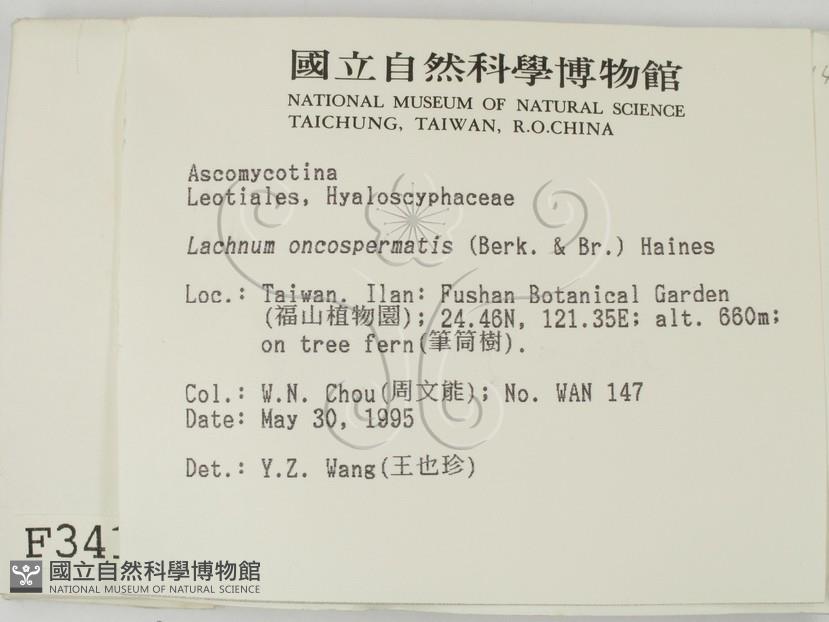 國立自然科學博物館
NATIONAL MUSEUM OF NATURAL SCIENCE
TAICHUNG, TAIWAN, R.O.CHINA
Ascomycotina
Leotiales, Hyaloscyphaceae
Lachnum oncospermatis (Berk. & Br.) Haines
Loc.: Taiwan. Ilan: Fushan Botanical Garden
(福山植物園); 24.46N, 121.35E; alt. 660m;
on tree fern(筆筒樹).
Col.: W.N. Chou(周文能); No. WAN 147
Date: May 30, 1995
Det.: Y.Z. Wang(王也珍)
F341
國立自然科學博物館
NATIONAL MUSEUM OF NATURAL SCIENCE